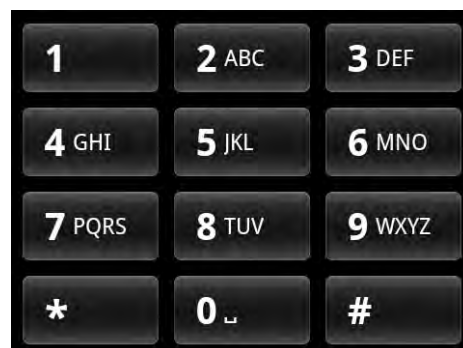 1 2 ABC 3 DEF
4 GHI 5 JKL 6 MNO
7 PQRS 8 TUV 9 WXYZ
* 0 ␣ #